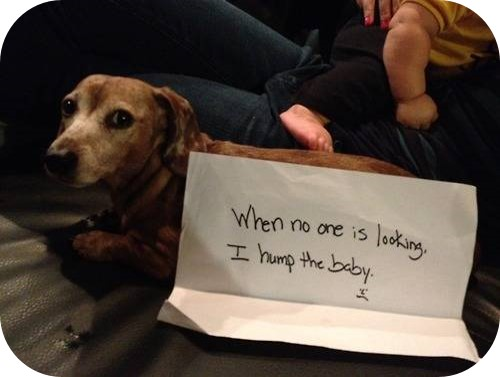 When no one is looking,
I hump the baby.